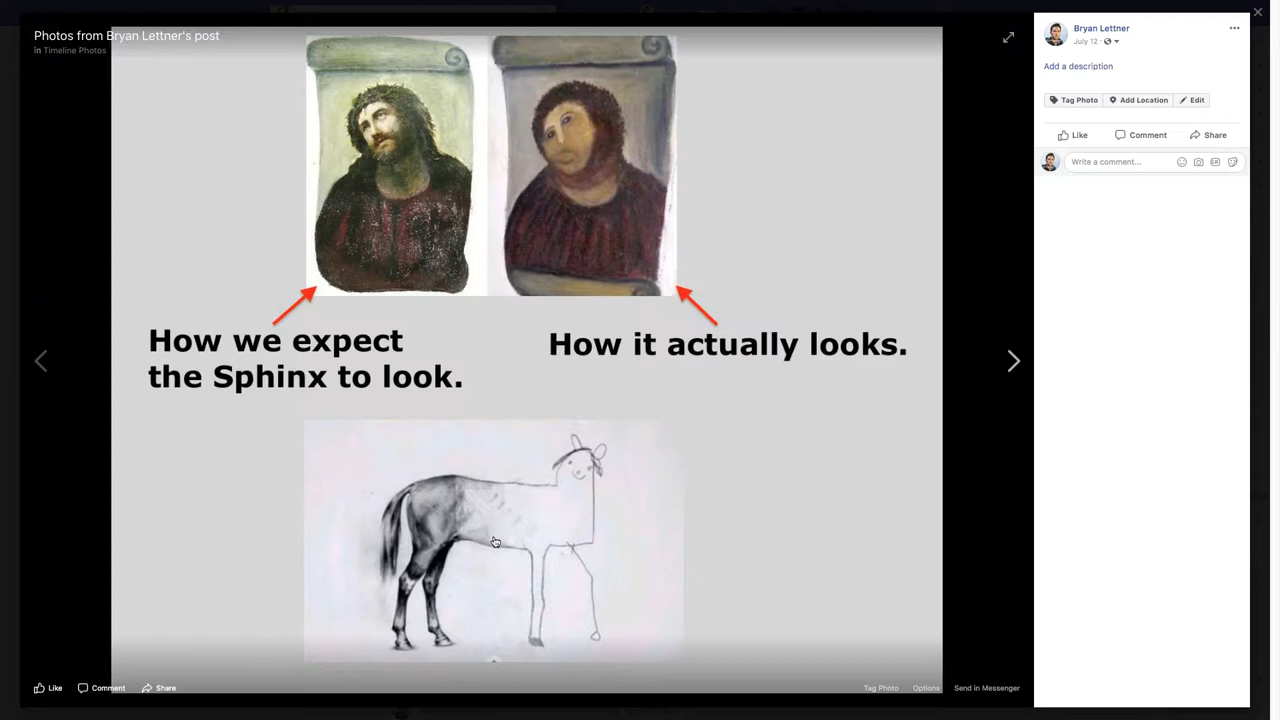 Photos from Bryan Lettner's post
in Timeline Photos
How we expect
the Sphinx to look.
How it actually looks.
Like
Comment
Share
Tag Photo
Options
Send in Messenger
Bryan Lettner
July 12 ·
Add a description
Tag Photo
Add Location
Edit
Like
Comment
Share
Write a comment...